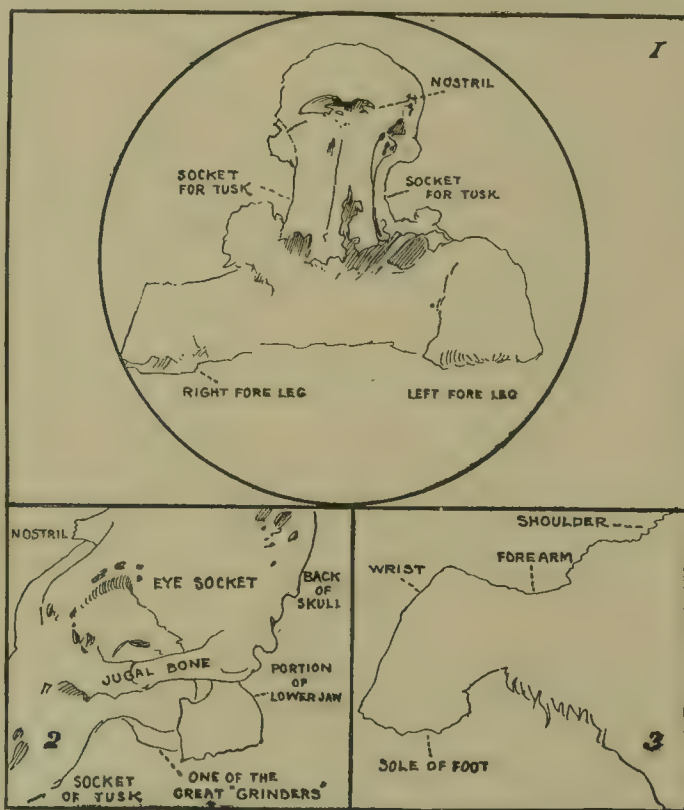 I
NOSTRIL
SOCKET
FOR TUSK
SOCKET
FOR TUSK
RIGHT FORE LEG
LEFT FORE LEG
NOSTRIL
EYE SOCKET
BACK
OF
SKULL
JUGAL BONE
PORTION
OF
LOWER JAW
2
SOCKET
OF TUSK
ONE OF THE
GREAT "GRINDERS"
SHOULDER
FOREARM
WRIST
SOLE OF FOOT
3